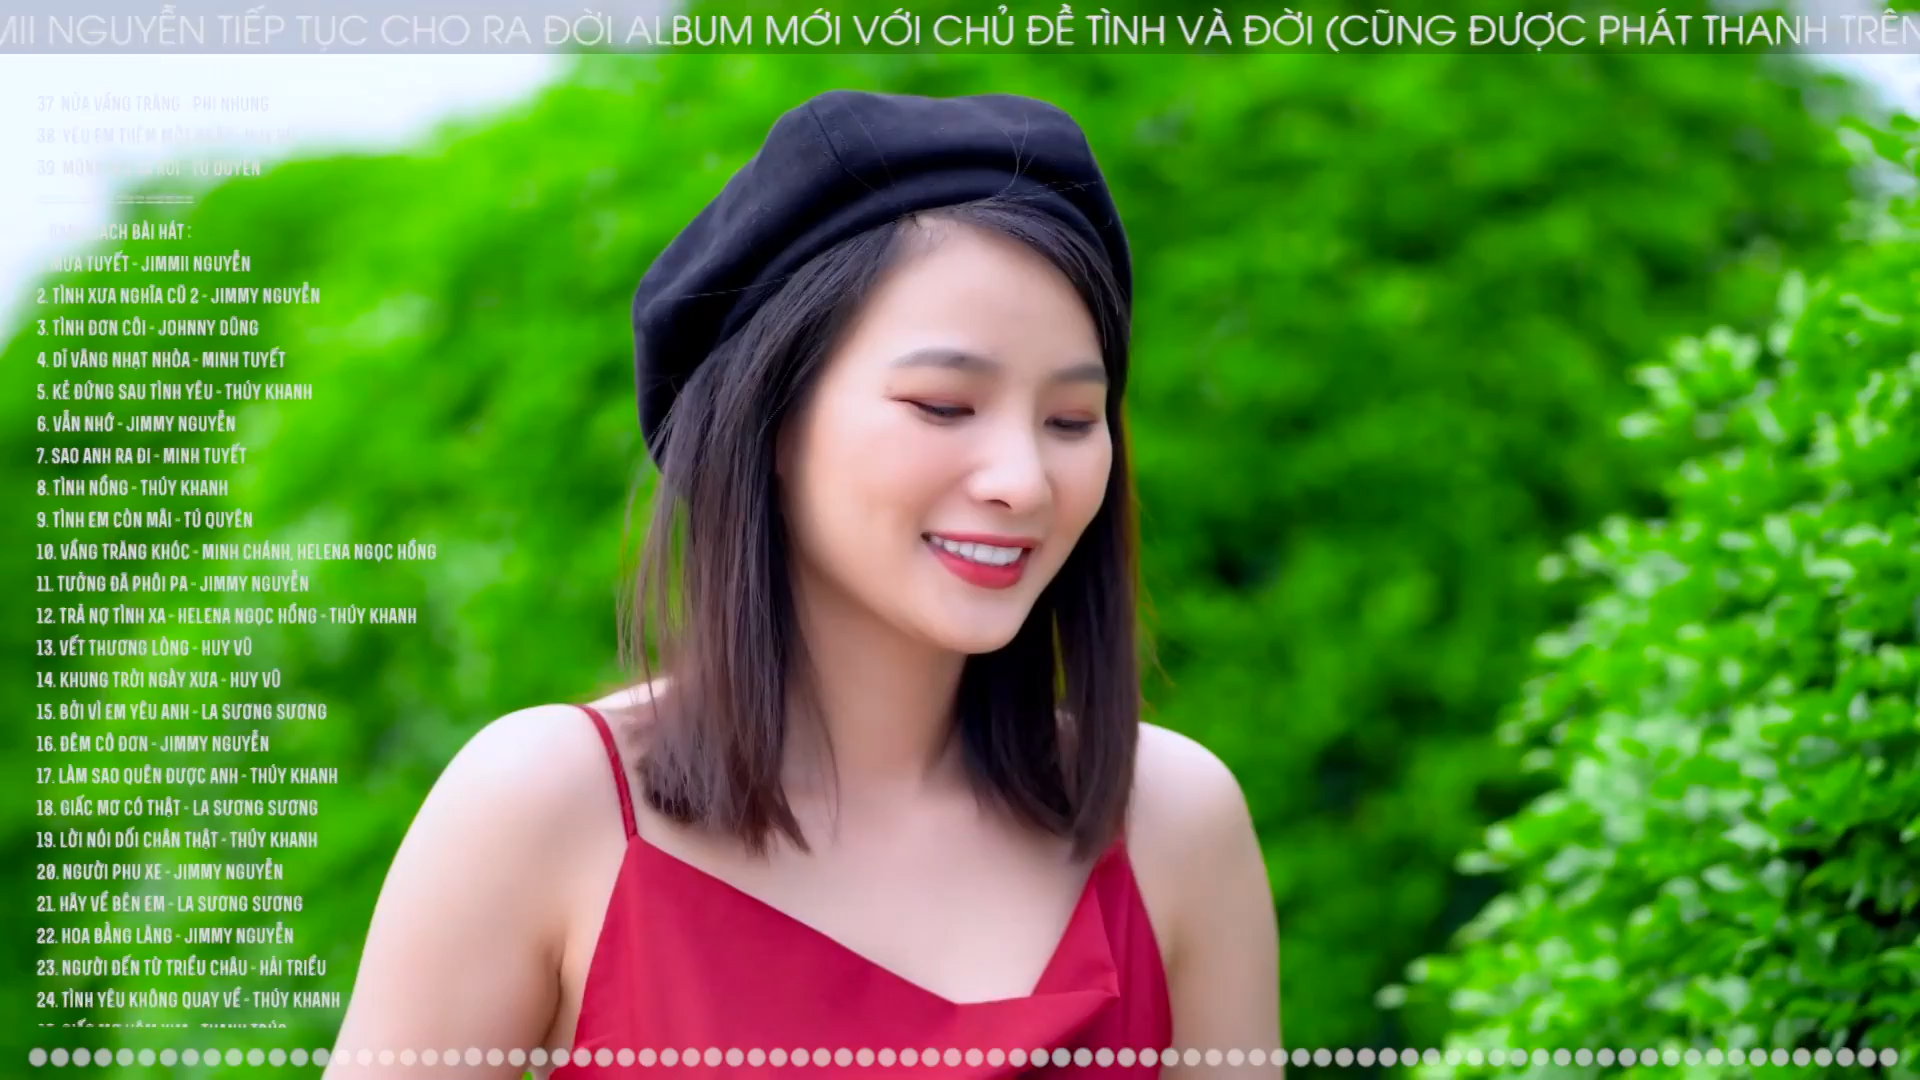 MII NGUYỄN TIẾP TỤC CHO RA ĐỜI ALBUM MỚI VỚI CHỦ ĐỀ TÌNH VÀ ĐỜI (CŨNG ĐƯỢC PHÁT THANH TRÊN
37. NỬA VẦNG TRĂNG - PHI NHUNG
38. YÊU EM THÊM MỘT
39. TÚ QUYÊN
BÀI HÁT :
MƯA TUYẾT - JIMMII NGUYỄN
2. TÌNH XƯA NGHĨA CŨ 2 - JIMMY NGUYỄN
3. TÌNH ĐƠN CÔI - JOHNNY DŨNG
4. DĨ VÃNG NHẠT NHÒA - MINH TUYẾT
5. KẺ ĐỨNG SAU TÌNH YÊU - THÚY KHANH
6. VẪN NHỚ - JIMMY NGUYỄN
7. SAO ANH RA ĐI - MINH TUYẾT
8. TÌNH NỒNG - THÚY KHANH
9. TÌNH EM CÒN MÃI - TÚ QUYÊN
10. VẦNG TRĂNG KHÓC - MINH CHÁNH, HELENA NGỌC HỒNG
11. TƯỞNG ĐÃ PHÔI PA - JIMMY NGUYỄN
12. TRẢ NỢ TÌNH XA - HELENA NGỌC HỒNG - THÚY KHANH
13. VẾT THƯƠNG LÒNG - HUY VŨ
14. KHUNG TRỜI NGÀY XƯA - HUY VŨ
15. BỞI VÌ EM YÊU ANH - LA SƯƠNG SƯƠNG
16. ĐÊM CÔ ĐƠN - JIMMY NGUYỄN
17. LÀM SAO QUÊN ĐƯỢC ANH - THÚY KHANH
18. GIẤC MƠ CÓ THẬT - LA SƯƠNG SƯƠNG
19. LỜI NÓI DỐI CHÂN THẬT - THÚY KHANH
20. NGƯỜI PHU XE - JIMMY NGUYỄN
21. HÃY VỀ BÊN EM - LA SƯƠNG SƯƠNG
22. HOA BẰNG LĂNG - JIMMY NGUYỄN
23. NGƯỜI ĐẾN TỪ TRIỀU CHÂU - HẢI TRIỀU
24. TÌNH YÊU KHÔNG QUAY VỀ - THÚY KHANH